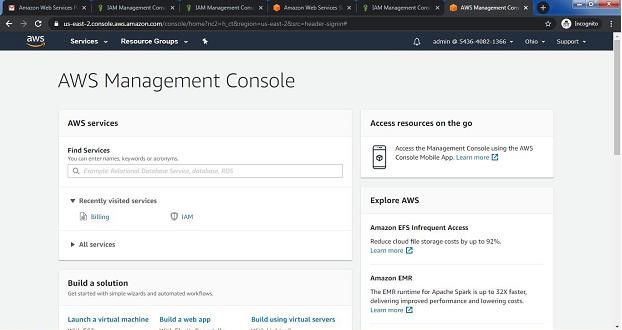 Amazon Web Services
IAM Management Cons
Amazon Web Services
IAM Management Cons
AWS Management Consol
us-east-2.console.aws.amazon.com/console/home?nc2=h_ct&region=us-east-2&src=header-signin#
Incognito
aws
Services
Resource Groups
admin @ 5436-4082-1366
Ohio
Support
AWS Management Console
AWS services
Find Services
You can enter names, keywords or acronyms.
Example: Relational Database Service, database, RDS
Recently visited services
Billing
IAM
All services
Build a solution
Get started with simple wizards and automated workflows.
Launch a virtual machine
Build a web app
Build using virtual servers
Access resources on the go
Access the Management Console using the AWS
Console Mobile App. Learn more
Explore AWS
Amazon EFS Infrequent Access
Reduce cloud file storage costs by up to 92%.
Learn more
Amazon EMR
The EMR runtime for Apache Spark is up to 32X faster,
delivering improved performance and lowering costs.
Learn more